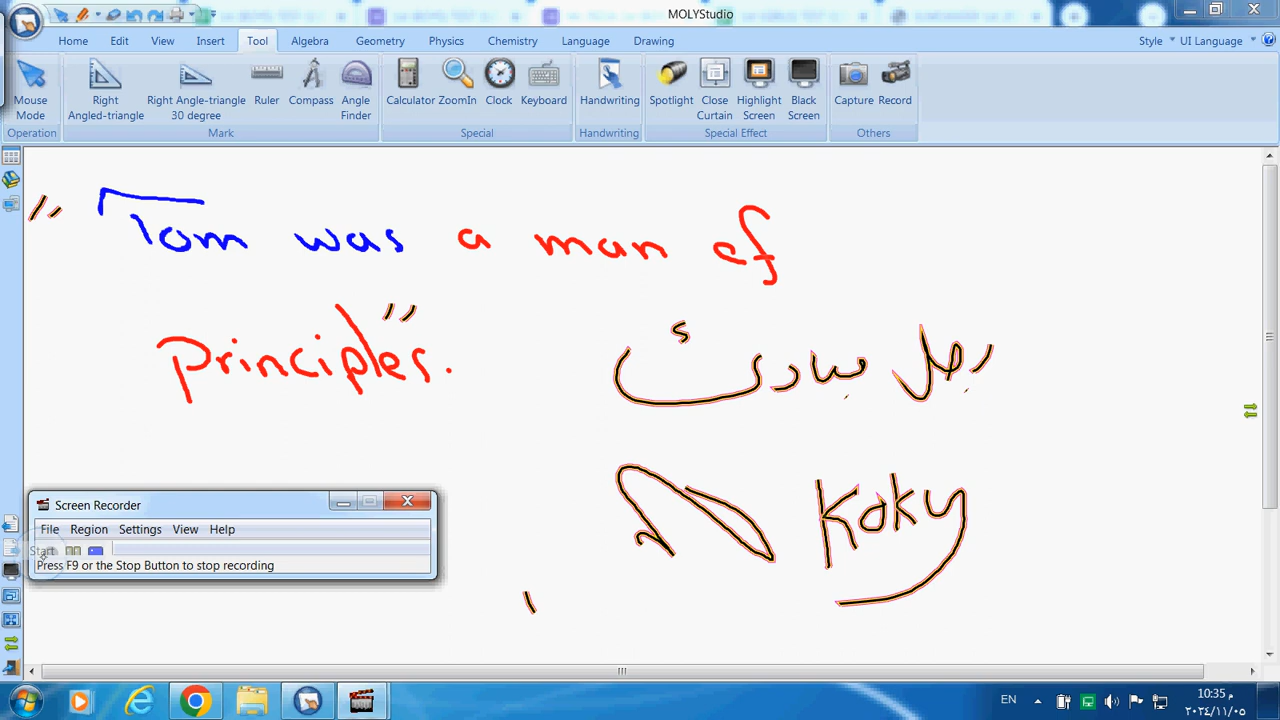 MOLYStudio
Home Edit View Insert Tool Algebra Geometry Physics Chemistry Language Drawing Style UI Language
Mouse Mode Right Angled-triangle Right Angle-triangle 30 degree Ruler Compass Angle Finder Calculator ZoomIn Clock Keyboard Handwriting Spotlight Close Curtain Highlight Screen Black Screen Capture Record
Operation Mark Special Handwriting Special Effect Others
" Tom was a man of
principles."
رجل مبادئ
Koky
Screen Recorder
File Region Settings View Help
Start
Press F9 or the Stop Button to stop recording
EN
10:35 م
٢٠٢٤/١١/٠٥